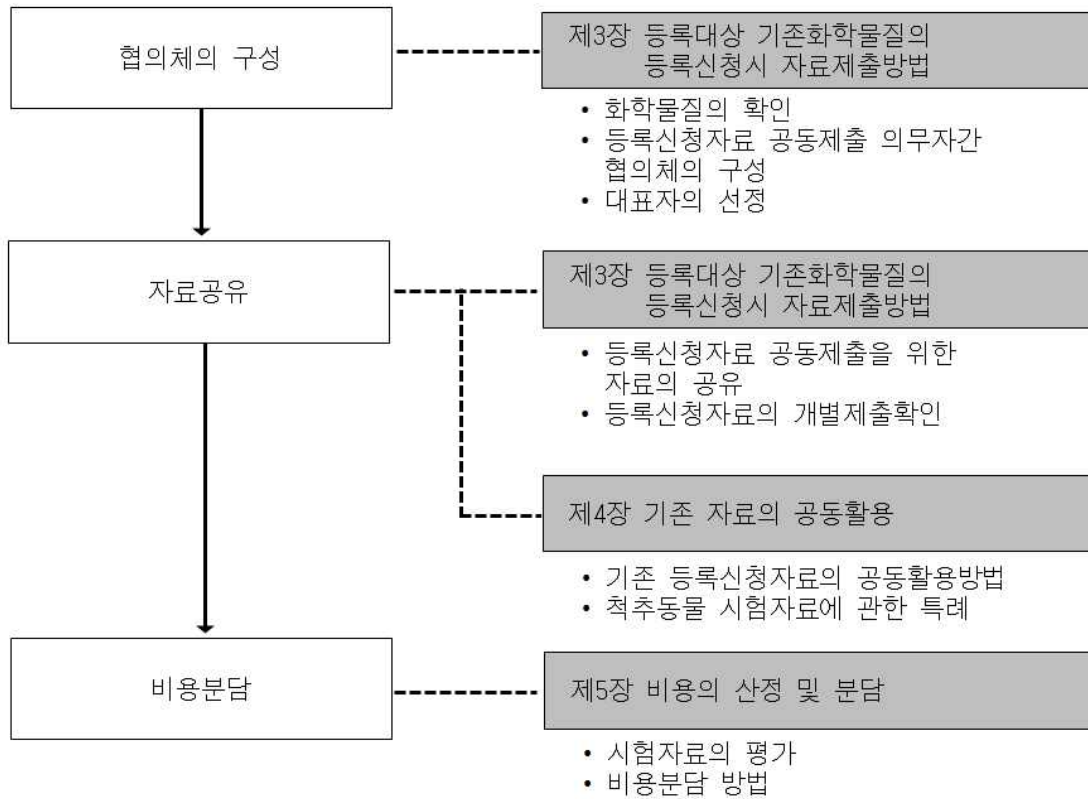 협의체의 구성
제3장 등록대상 기존화학물질의
등록신청시 자료제출방법
• 화학물질의 확인
• 등록신청자료 공동제출 의무자간
협의체의 구성
• 대표자의 선정
자료공유
제3장 등록대상 기존화학물질의
등록신청시 자료제출방법
• 등록신청자료 공동제출을 위한
자료의 공유
• 등록신청자료의 개별제출확인
제4장 기존 자료의 공동활용
• 기존 등록신청자료의 공동활용방법
• 척추동물 시험자료에 관한 특례
비용분담
제5장 비용의 산정 및 분담
• 시험자료의 평가
• 비용분담 방법